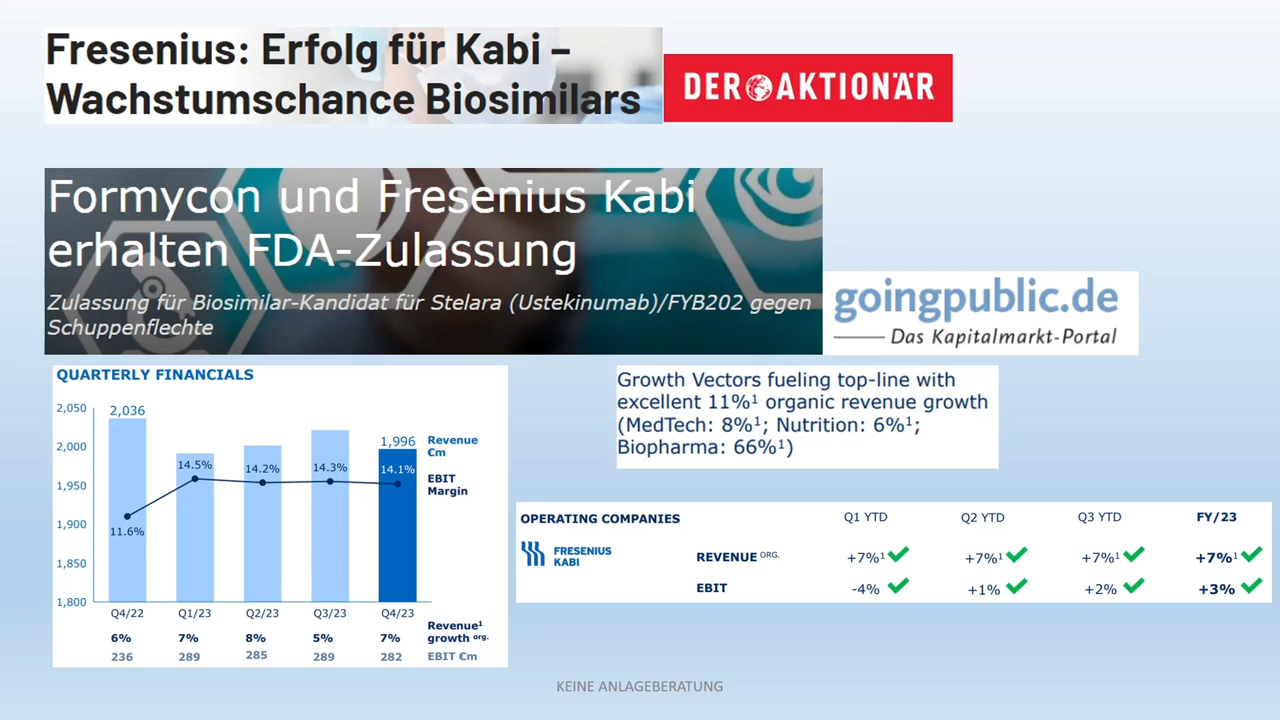 Fresenius: Erfolg für Kabi –
Wachstumschance Biosimilars
DER AKTIONÄR
Formycon und Fresenius Kabi
erhalten FDA-Zulassung
Zulassung für Biosimilar-Kandidat für Stelara (Ustekinumab)/FYB202 gegen
Schuppenflechte
goingpublic.de
Das Kapitalmarkt-Portal
QUARTERLY FINANCIALS
2,050
2,000
1,950
1,900
1,850
1,800
2,036
1,996
14.5%
14.2%
14.3%
14.1%
11.6%
Revenue
€m
EBIT
Margin
Q4/22 Q1/23 Q2/23 Q3/23 Q4/23
6% 7% 8% 5% 7% Revenue¹
growth org.
236 289 285 289 282 EBIT €m
Growth Vectors fueling top-line with
excellent 11%¹ organic revenue growth
(MedTech: 8%¹; Nutrition: 6%¹;
Biopharma: 66%¹)
OPERATING COMPANIES Q1 YTD Q2 YTD Q3 YTD FY/23
FRESENIUS
KABI
REVENUE ORG. +7%¹ +7%¹ +7%¹ +7%¹
EBIT -4% +1% +2% +3%
KEINE ANLAGEBERATUNG